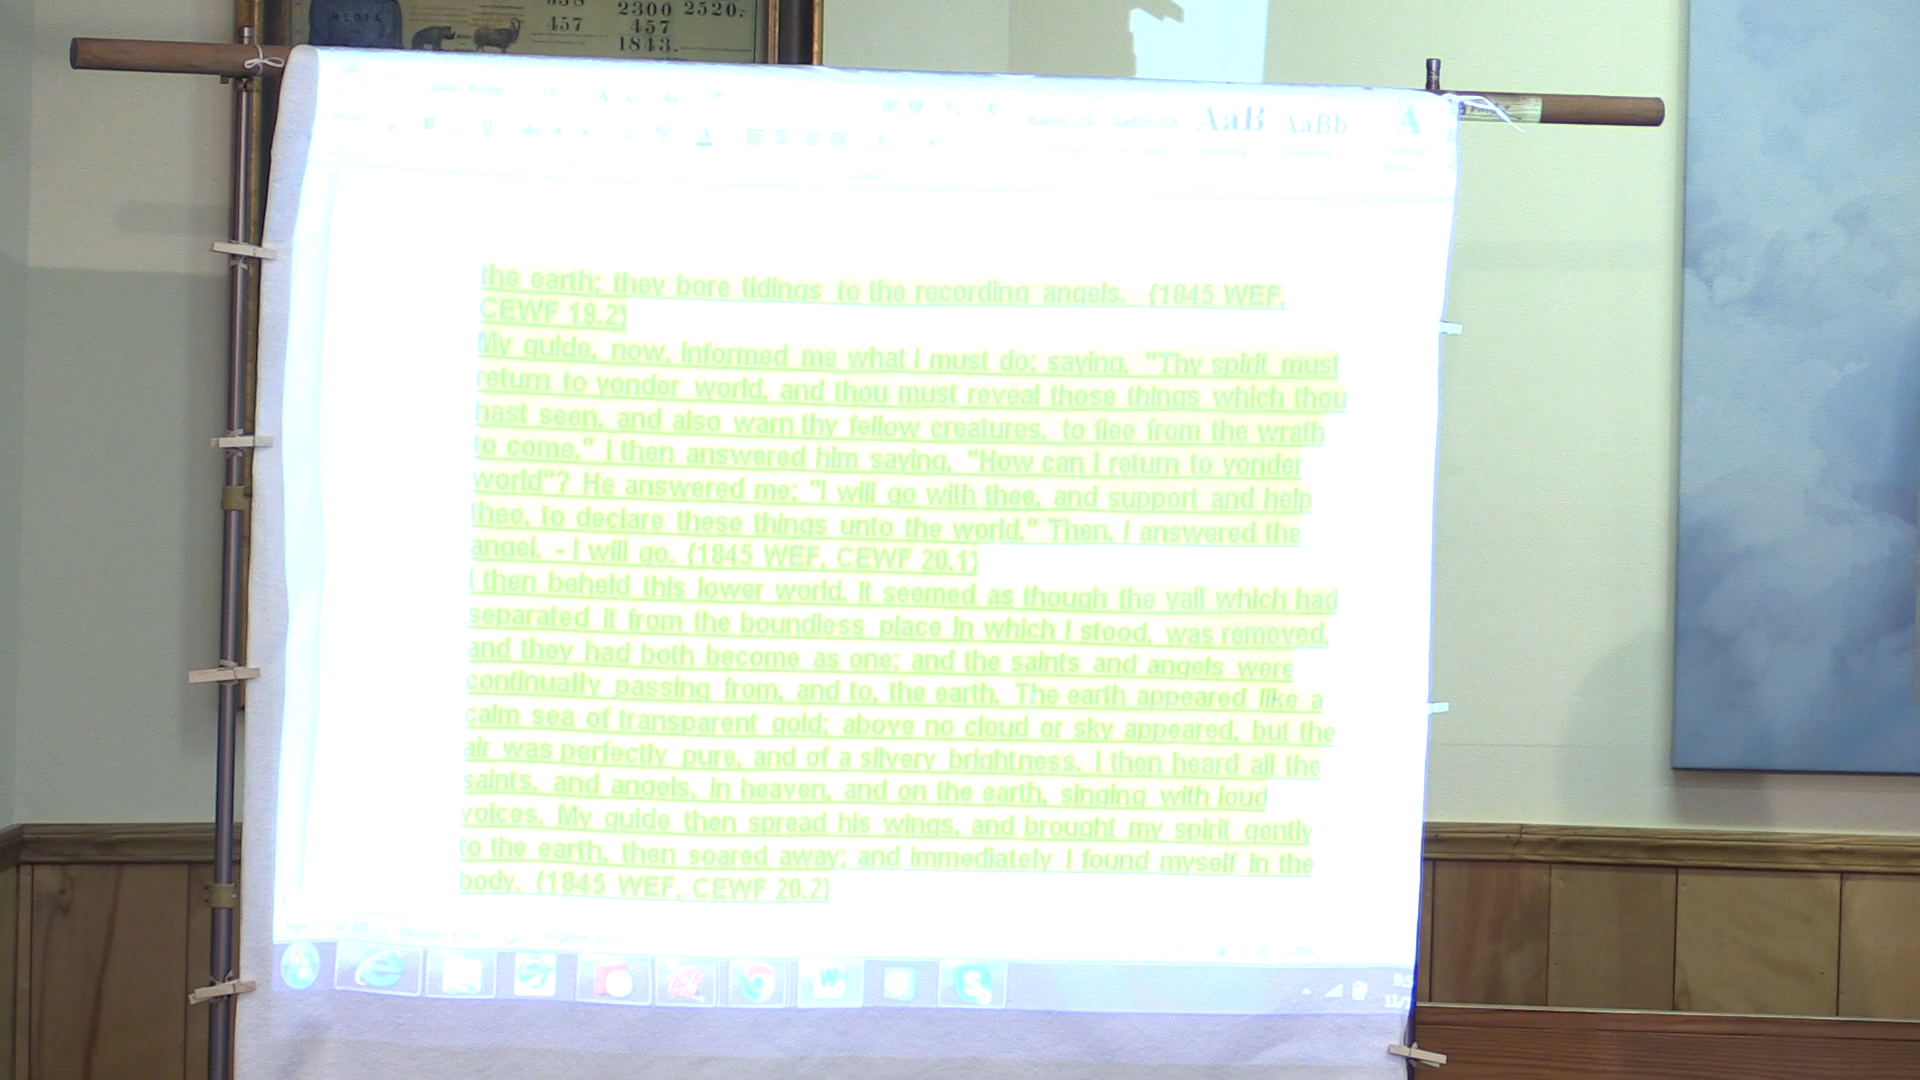 MEDIA
538 2300 2520.
457 457
1843.
AaB AaBb A
the earth; they bore tidings to the recording angels. {1845 WEF,
CEWF 19.2}
My guide, now, informed me what I must do; saying, "Thy spirit must
return to yonder world, and thou must reveal those things which thou
hast seen, and also warn thy fellow creatures, to flee from the wrath
to come." I then answered him saying, "How can I return to yonder
world"? He answered me; "I will go with thee, and support and help
thee, to declare these things unto the world." Then, I answered the
angel. - I will go. {1845 WEF, CEWF 20.1}
I then beheld this lower world. It seemed as though the vail which had
separated it from the boundless place in which I stood, was removed,
and they had both become as one; and the saints and angels were
continually passing from, and to, the earth. The earth appeared like a
calm sea of transparent gold; above no cloud or sky appeared, but the
air was perfectly pure, and of a silvery brightness. I then heard all the
saints, and angels, in heaven, and on the earth, singing with loud
voices. My guide then spread his wings, and brought my spirit gently
to the earth, then soared away; and immediately I found myself in the
body. {1845 WEF, CEWF 20.2}